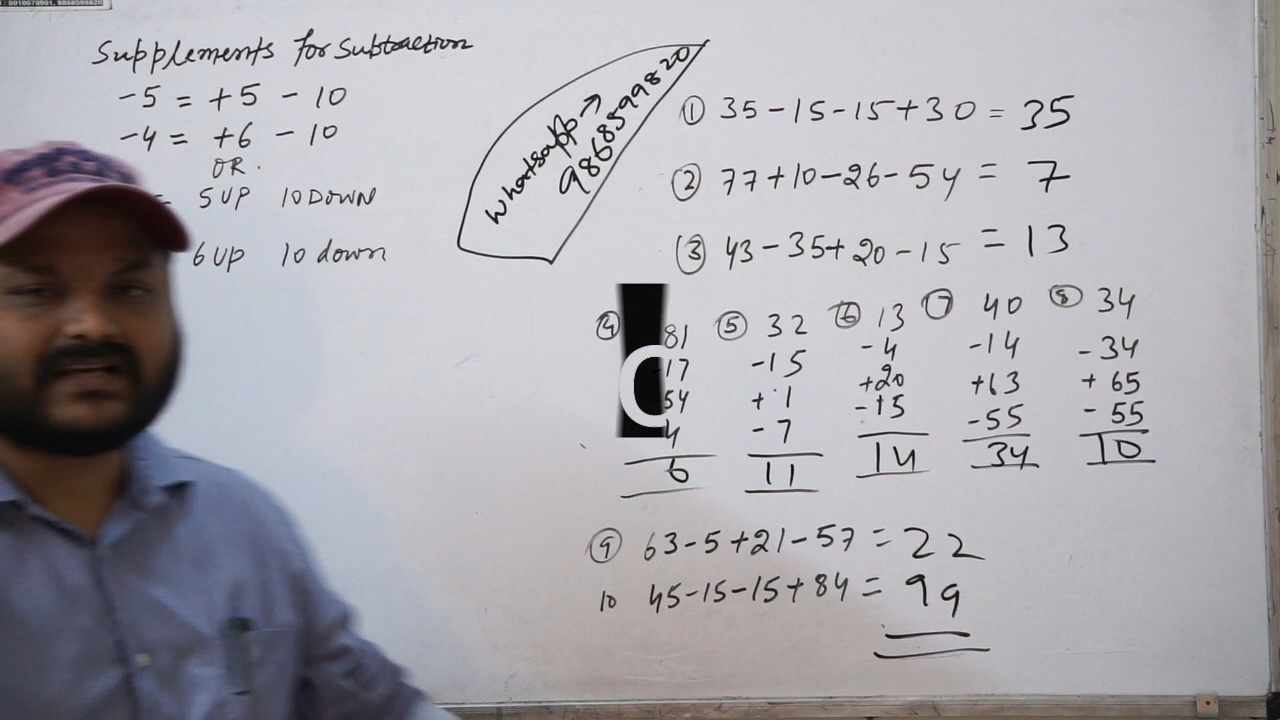 : 8010678901, 9868599820
Supplements for Subtraction
-5 = +5 - 10
-4 = +6 - 10
OR.
5 UP 10 DOWN
6 Up 10 down
Whatsapp →
9868599820
① 35-15-15+30 = 35
② 77+10-26-54 = 7
③ 43-35+20-15 = 13
④ 81
-17
54
4
6
⑤ 32
-15
+1
-7
11
⑥ 13
-4
+20
-15
14
⑦ 40
-14
+63
-55
34
⑧ 34
-34
+65
-55
10
C
⑨ 63-5+21-57 = 22
10 45-15-15+84 = 99